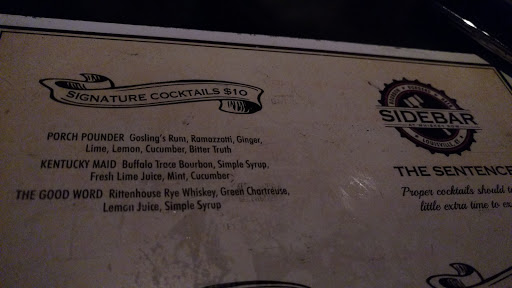 SIGNATURE COCKTAILS $10
PORCH POUNDER Gosling's Rum, Ramazzatti, Ginger,
Lime, Lemon, Cucumber, Bitter Truth
KENTUCKY MAID Buffalo Trace Bourbon, Simple Syrup,
Fresh Lime Juice, Mint, Cucumber
THE GOOD WORD Rittenhouse Rye Whiskey, Green Chartreuse,
Lemon Juice, Simple Syrup
SIDEBAR
THE SENTENCE
Proper cocktails should
little extra time to